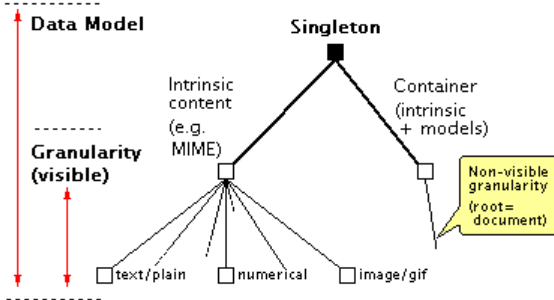 Data Model
Singleton
Intrinsic
content
(e.g.
MIME)
Container
(intrinsic
+ models)
Granularity
(visible)
Non-visible
granularity
(root=
document)
text/plain
numerical
image/gif